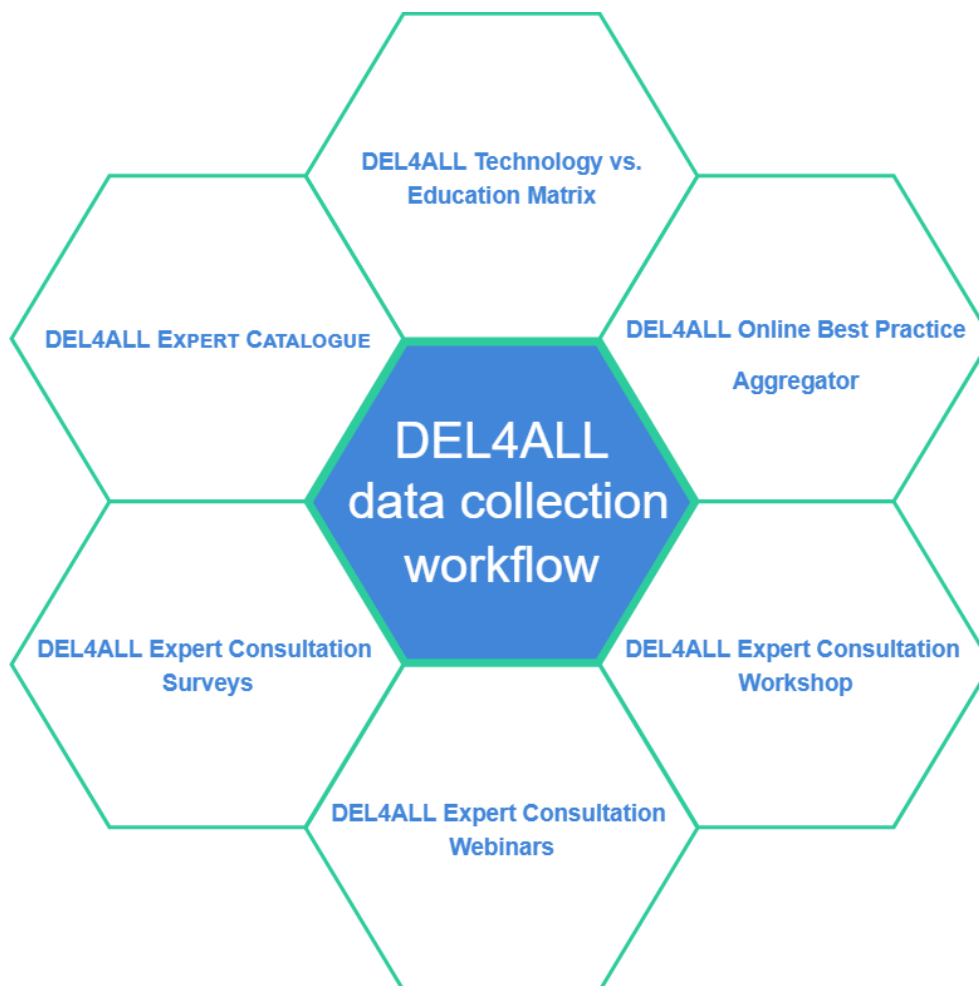 DEL4ALL Technology vs.
Education Matrix
DEL4ALL EXPERT CATALOGUE
DEL4ALL Online Best Practice
Aggregator
DEL4ALL
data collection
workflow
DEL4ALL Expert Consultation
Surveys
DEL4ALL Expert Consultation
Workshop
DEL4ALL Expert Consultation
Webinars